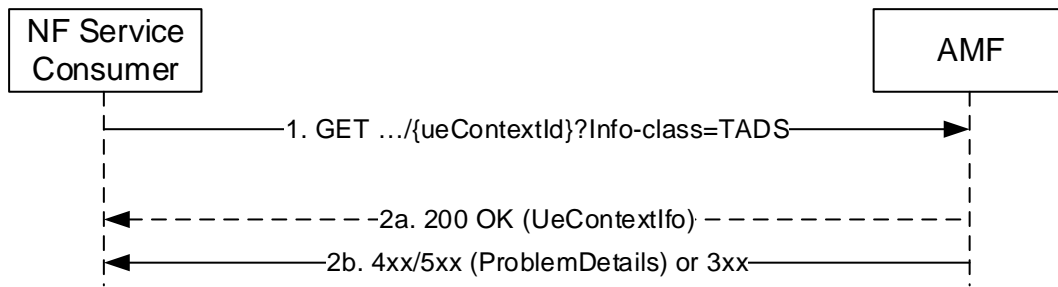 NF Service
Consumer
AMF
1. GET .../{ueContextId}?Info-class=TADS
2a. 200 OK (UeContextIfo)
2b. 4xx/5xx (ProblemDetails) or 3xx